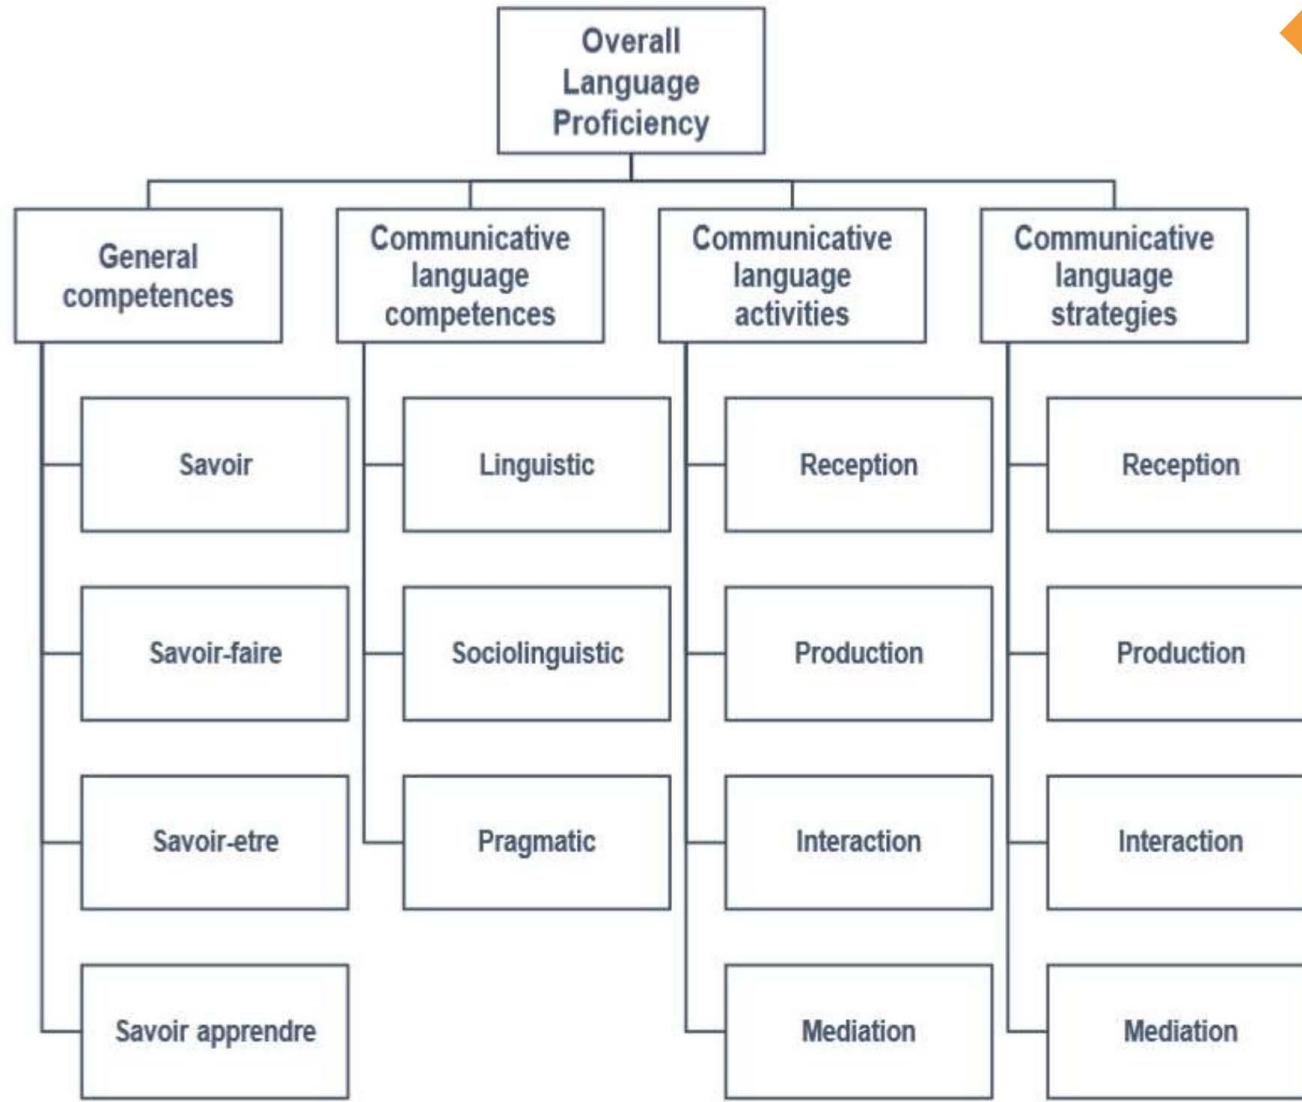 Overall
Language
Proficiency
General
competences
Communicative
language
competences
Communicative
language
activities
Communicative
language
strategies
Savoir
Linguistic
Reception
Reception
Savoir-faire
Sociolinguistic
Production
Production
Savoir-etre
Pragmatic
Interaction
Interaction
Savoir apprendre
Mediation
Mediation